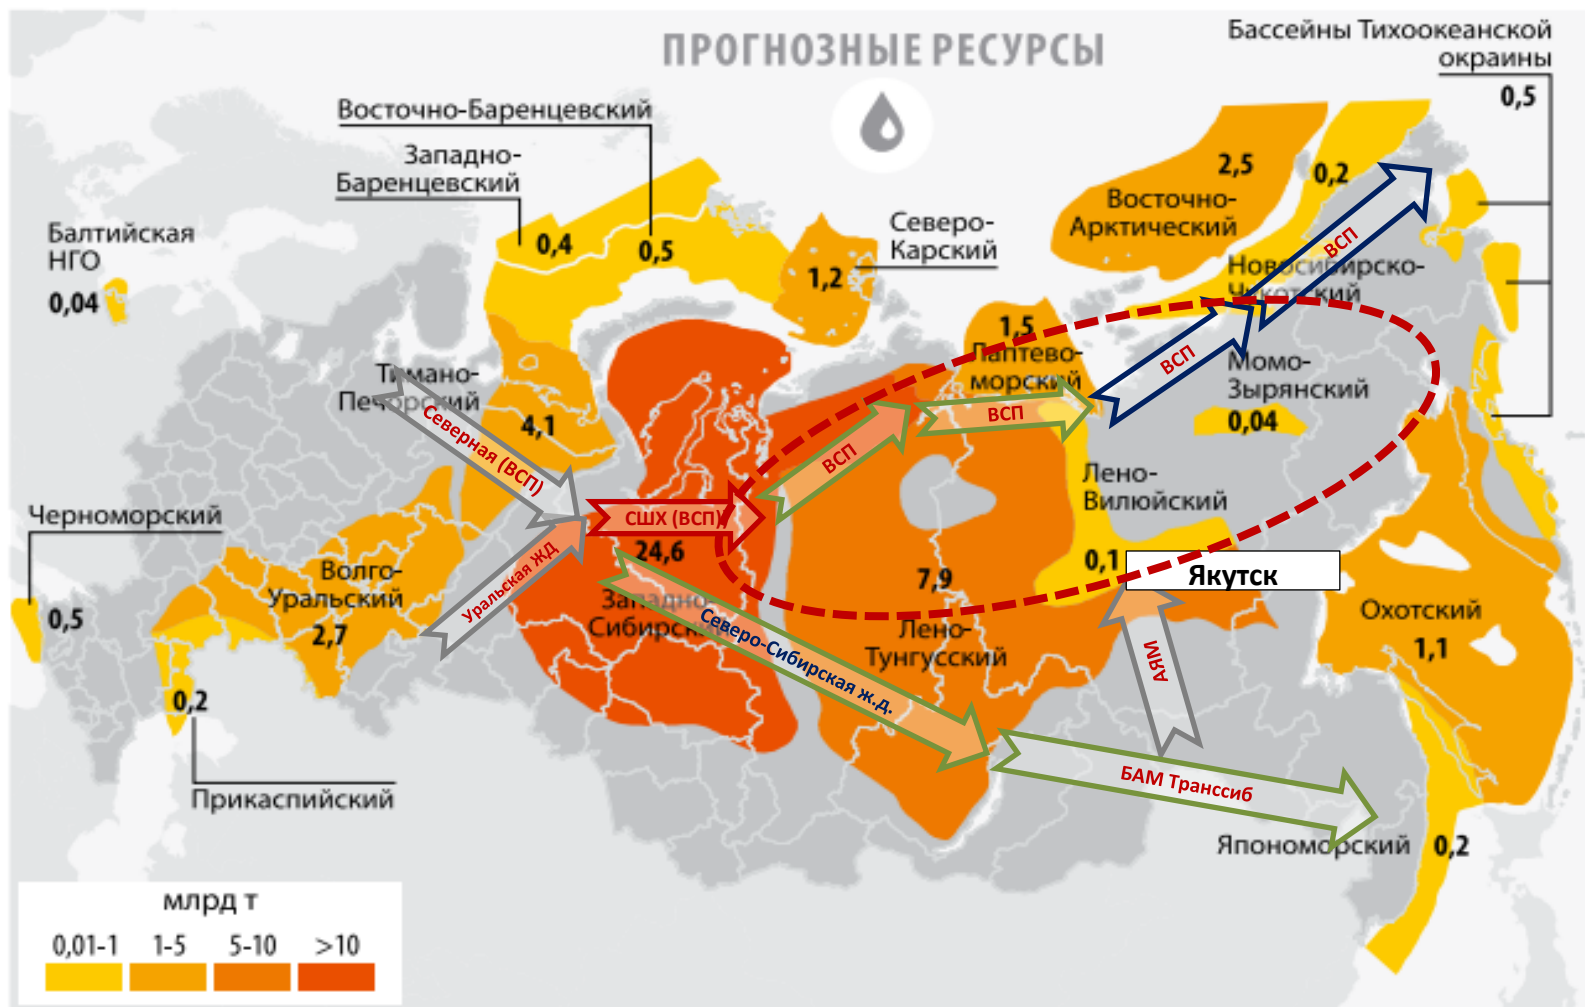 ПРОГНОЗНЫЕ РЕСУРСЫ
Бассейны Тихоокеанской
окраины
0,5
Восточно-Баренцевский
Западно-
Баренцевский
0,4
0,5
Балтийская
НГО
0,04
Северо-
Карский
1,2
2,5
Восточно-
Арктический
0,2
Новосибирско-
Чукотский
ВСП
ВСП
1,5
Лаптево-
морский
Момо-
Зырянский
0,04
Тимано-
Печорский
4,1
Северная (ВСП)
ВСП
ВСП
Лено-
Вилюйский
0,1
Черноморский
0,5
СШХ (ВСП)
24,6
Западно-
Сибирский
Уральская ЖД
Волго-
Уральский
2,7
7,9
Лено-
Тунгусский
Якутск
Охотский
1,1
Северо-Сибирская ж.д.
АЯМ
0,2
Прикаспийский
БАМ Транссиб
Япономорский
0,2
млрд т
0,01-1 1-5 5-10 >10